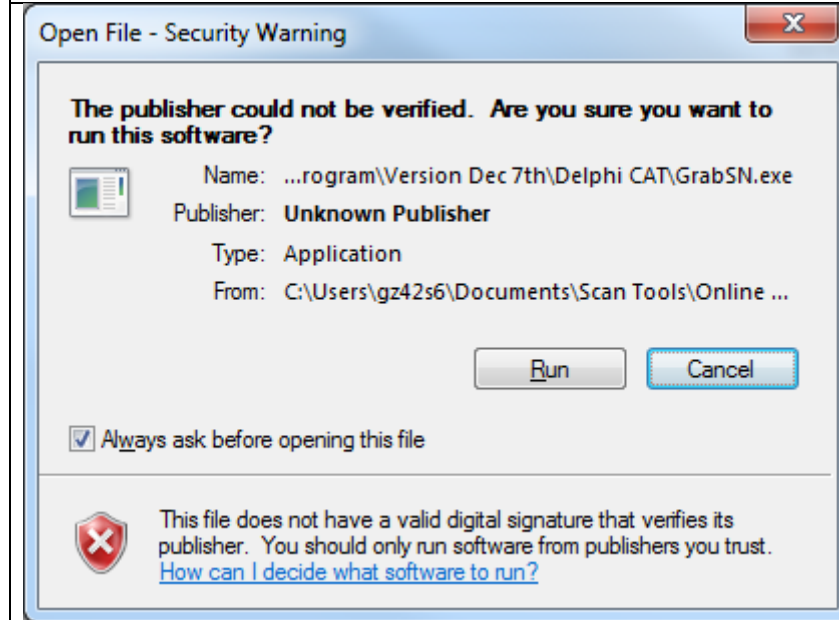 Open File - Security Warning
The publisher could not be verified. Are you sure you want to
run this software?
Name: ...rogram\Version Dec 7th\Delphi CAT\GrabSN.exe
Publisher: Unknown Publisher
Type: Application
From: C:\Users\gz42s6\Documents\Scan Tools\Online ...
Run Cancel
Always ask before opening this file
This file does not have a valid digital signature that verifies its
publisher. You should only run software from publishers you trust.
How can I decide what software to run?